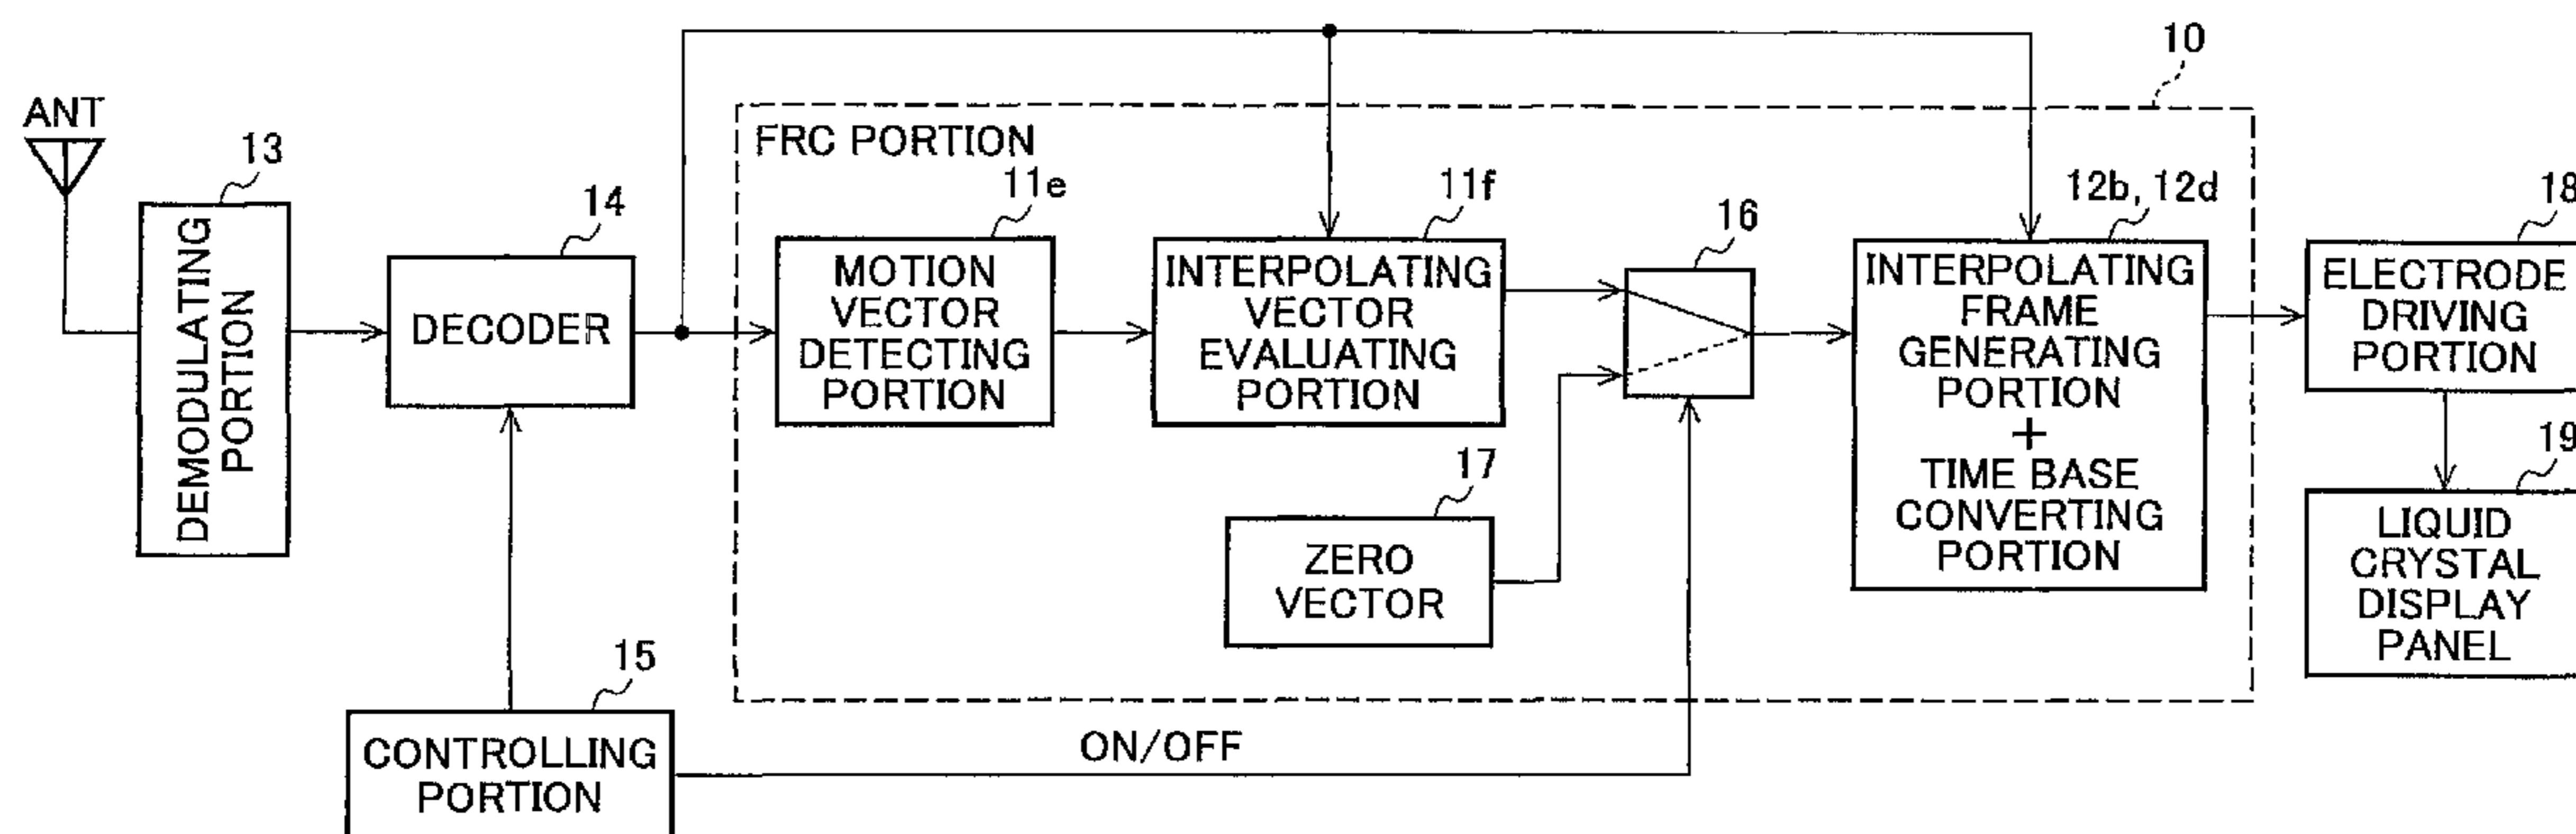 10
ANT
13
FRC PORTION
14
11e
11f
16
12b, 12d
18
DEMODULATING
PORTION
DECODER
MOTION
VECTOR
DETECTING
PORTION
INTERPOLATING
VECTOR
EVALUATING
PORTION
INTERPOLATING
FRAME
GENERATING
PORTION
+
TIME BASE
CONVERTING
PORTION
ELECTRODE
DRIVING
PORTION
17
ZERO
VECTOR
19
LIQUID
CRYSTAL
DISPLAY
PANEL
15
CONTROLLING
PORTION
ON/OFF